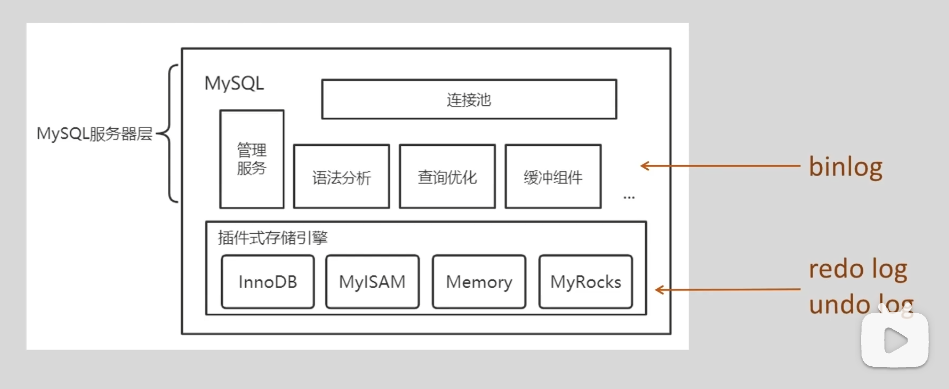 MySQL
连接池
MySQL服务器层
管理
服务
语法分析
查询优化
缓冲组件
...
binlog
插件式存储引擎
InnoDB
MyISAM
Memory
MyRocks
redo log
undo log